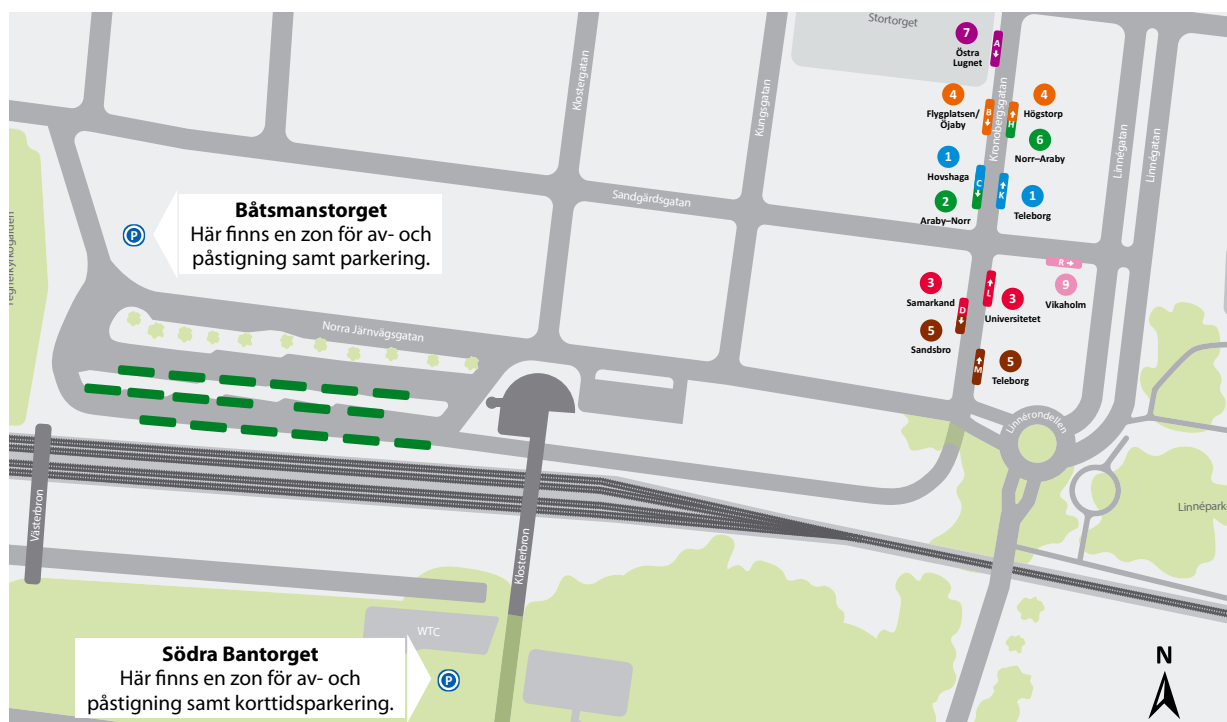 Stortorget
7
Östra
Lugnet
A
4
Flygplatsen/
Öjaby
B
4
Högstorp
H
6
Norr–Araby
1
Hovshaga
C
2
Araby–Norr
K
1
Teleborg
Kronobergsgatan
Linnégatan
Linnégatan
Klostergatan
Kungsgatan
Sandgärdsgatan
Tegnérkyrkogården
P
Båtsmanstorget
Här finns en zon för av- och
påstigning samt parkering.
R
9
Vikaholm
3
Samarkand
L
3
Universitetet
D
5
Sandsbro
M
5
Teleborg
Norra Järnvägsgatan
Linnérondellen
Västerbron
Klosterbron
Linnéparke
WTC
Södra Bantorget
Här finns en zon för av- och
påstigning samt korttidsparkering.
P
N